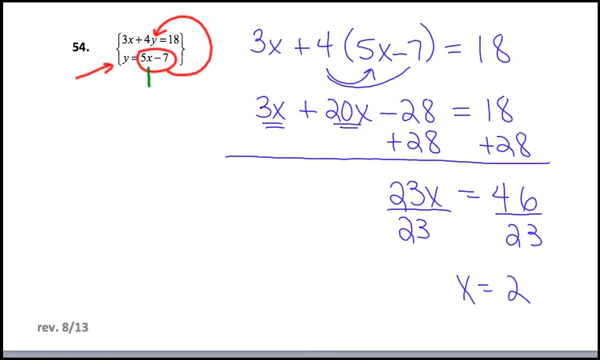 54. {3x+4y=18}
{y=5x−7}
3x + 4(5x−7) = 18
3x + 20x − 28 = 18
+28 +28
23x = 46
23 23
x = 2
rev. 8/13